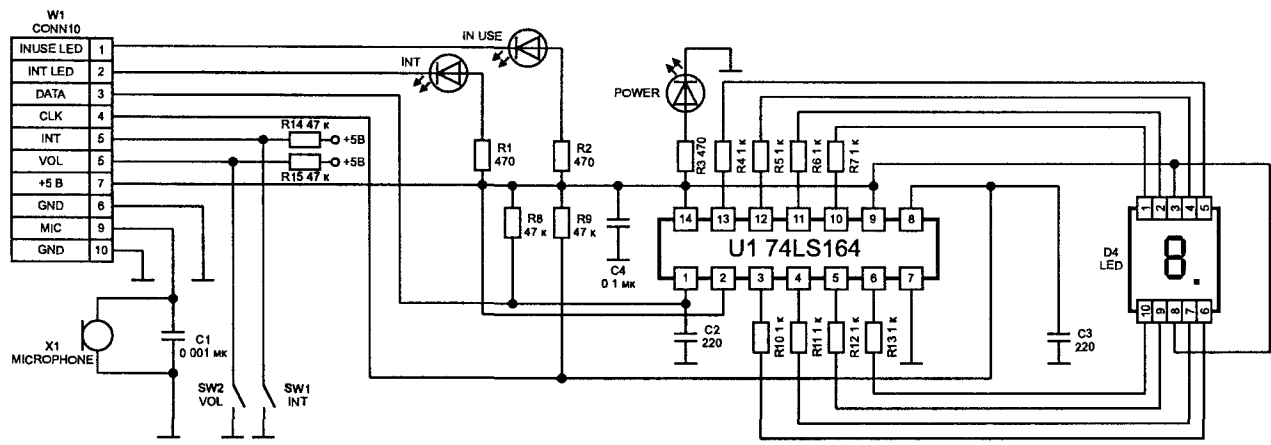 W1
CONN10
INUSE LED 1
INT LED 2
DATA 3
CLK 4
INT 5
VOL 6
+5 В 7
GND 8
MIC 9
GND 10
IN USE
INT
POWER
R14 47 к
+5В
+5В
R15 47 к
R1
470
R2
470
R3 470
R4 1 к
R5 1 к
R6 1 к
R7 1 к
R8
47 к
R9
47 к
C4
0 1 мк
14 13 12 11 10 9 8
U1 74LS164
1 2 3 4 5 6 7
1 2 3 4 5
D4
LED
8.
10 9 8 7 6
X1
MICROPHONE
C1
0 001 мк
SW2
VOL
SW1
INT
C2
220
R10 1 к
R11 1 к
R12 1 к
R13 1 к
C3
220